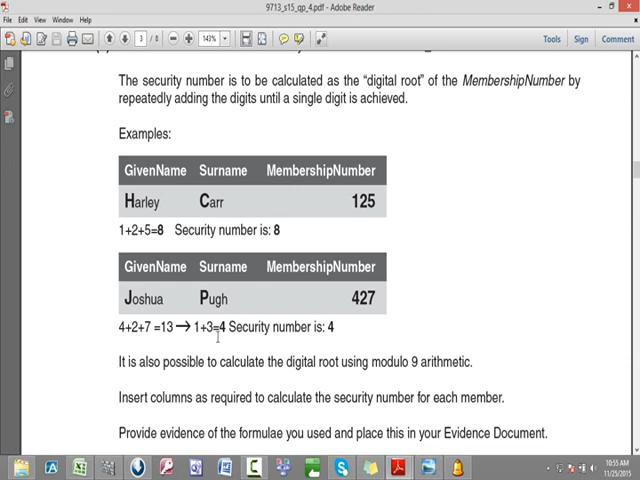 9713_s15_qp_4.pdf - Adobe Reader
File Edit View Window Help
3 / 8 143% Tools Sign Comment
The security number is to be calculated as the “digital root” of the MembershipNumber by
repeatedly adding the digits until a single digit is achieved.
Examples:
GivenName Surname MembershipNumber
Harley Carr 125
1+2+5=8 Security number is: 8
GivenName Surname MembershipNumber
Joshua Pugh 427
4+2+7 =13 → 1+3=4 Security number is: 4
It is also possible to calculate the digital root using modulo 9 arithmetic.
Insert columns as required to calculate the security number for each member.
Provide evidence of the formulae you used and place this in your Evidence Document.
10:55 AM
11/25/2015